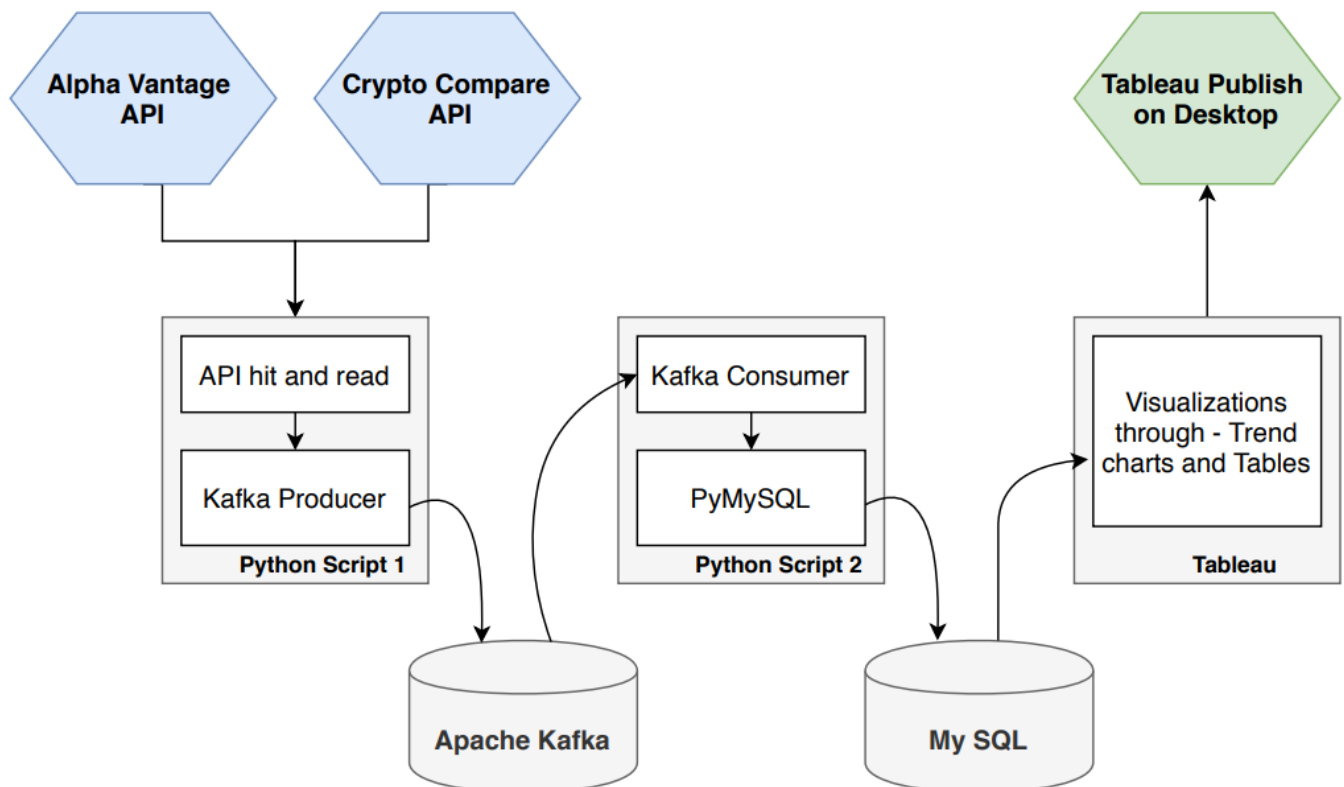 Alpha Vantage
API
Crypto Compare
API
Tableau Publish
on Desktop
API hit and read
Kafka Producer
Python Script 1
Kafka Consumer
PyMySQL
Python Script 2
Visualizations
through - Trend
charts and Tables
Tableau
Apache Kafka
My SQL